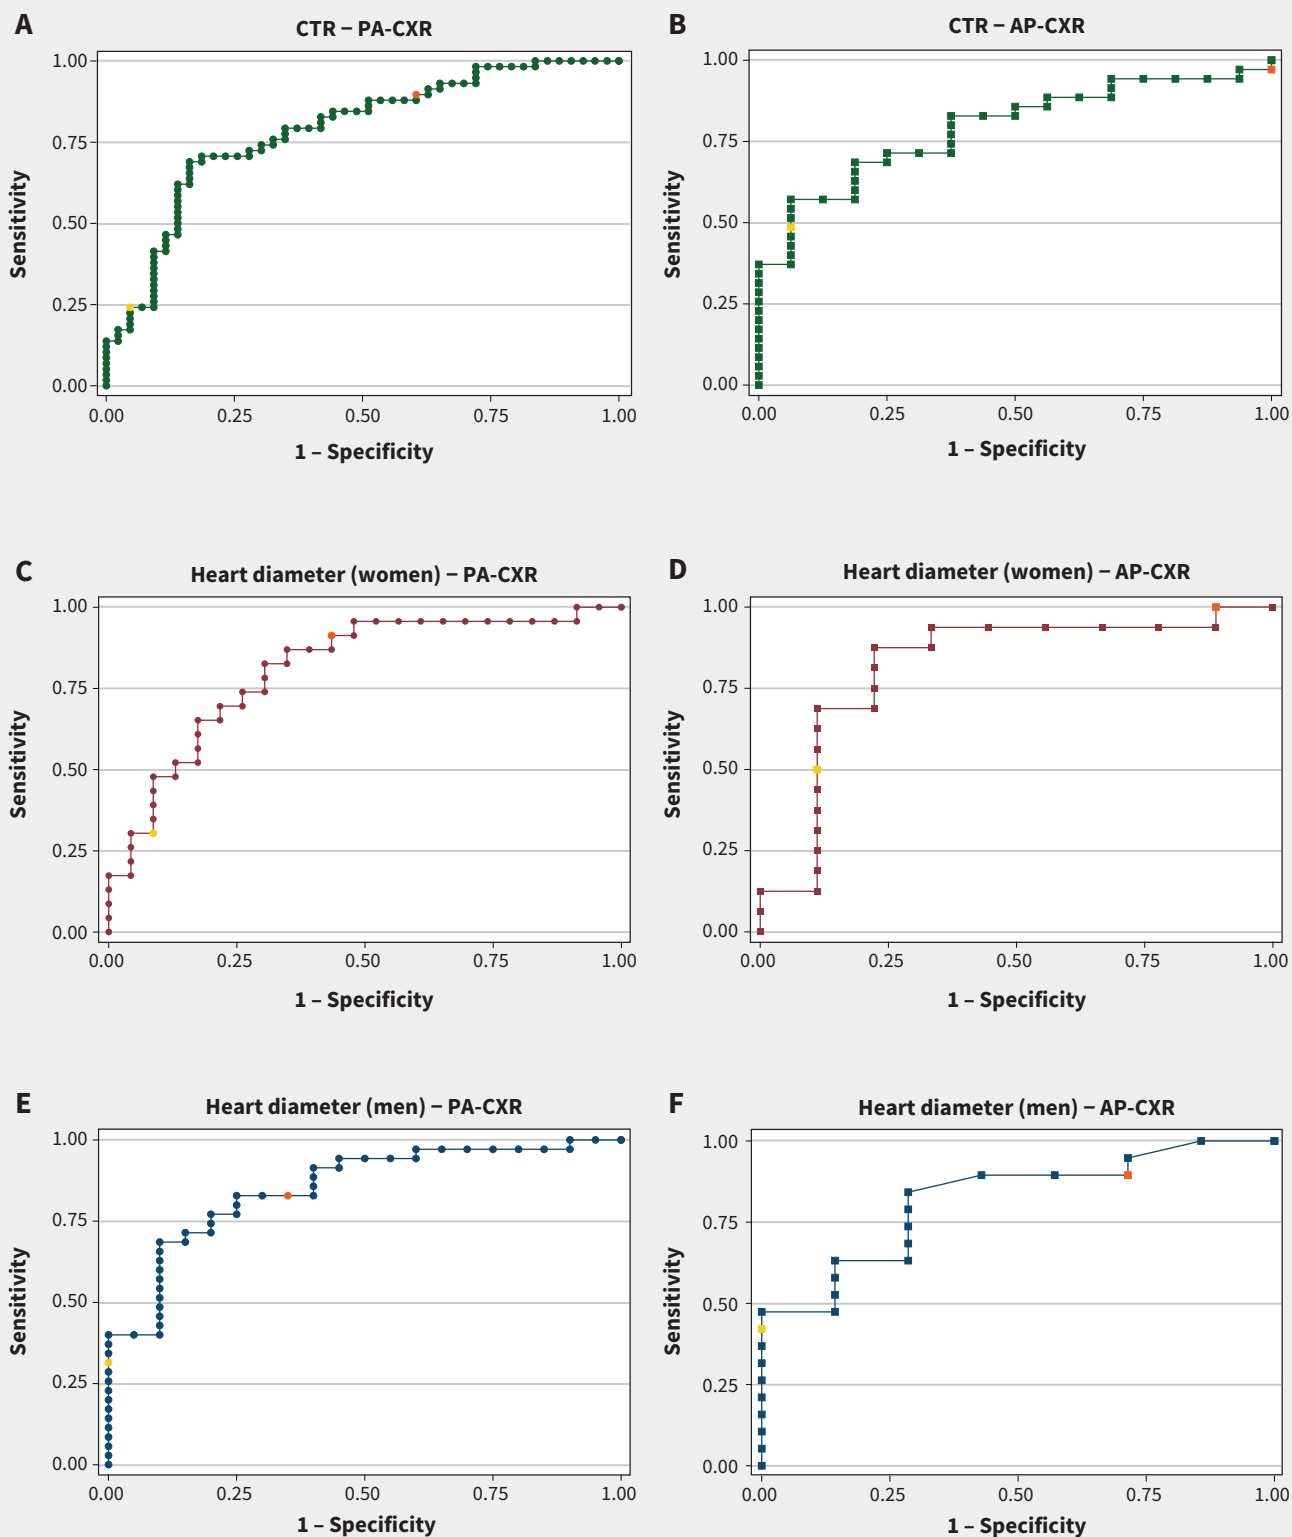 A
CTR – PA-CXR
1.00
0.75
0.50
0.25
0.00
Sensitivity
0.00 0.25 0.50 0.75 1.00
1 – Specificity
B
CTR – AP-CXR
1.00
0.75
0.50
0.25
0.00
Sensitivity
0.00 0.25 0.50 0.75 1.00
1 – Specificity
C
Heart diameter (women) – PA-CXR
1.00
0.75
0.50
0.25
0.00
Sensitivity
0.00 0.25 0.50 0.75 1.00
1 – Specificity
D
Heart diameter (women) – AP-CXR
1.00
0.75
0.50
0.25
0.00
Sensitivity
0.00 0.25 0.50 0.75 1.00
1 – Specificity
E
Heart diameter (men) – PA-CXR
1.00
0.75
0.50
0.25
0.00
Sensitivity
0.00 0.25 0.50 0.75 1.00
1 – Specificity
F
Heart diameter (men) – AP-CXR
1.00
0.75
0.50
0.25
0.00
Sensitivity
0.00 0.25 0.50 0.75 1.00
1 – Specificity